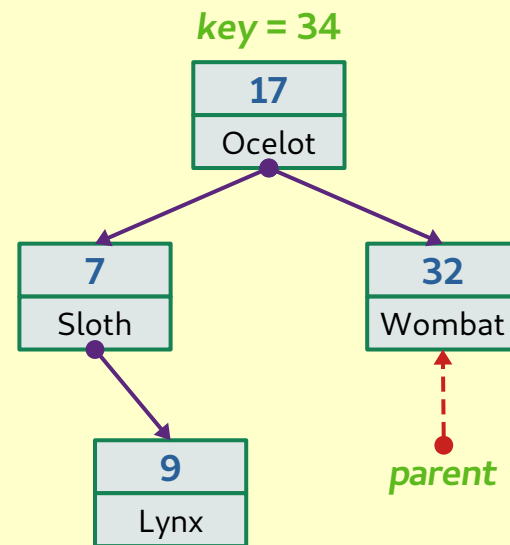 key = 34
17
Ocelot
7
32
Sloth
Wombat
9
parent
Lynx